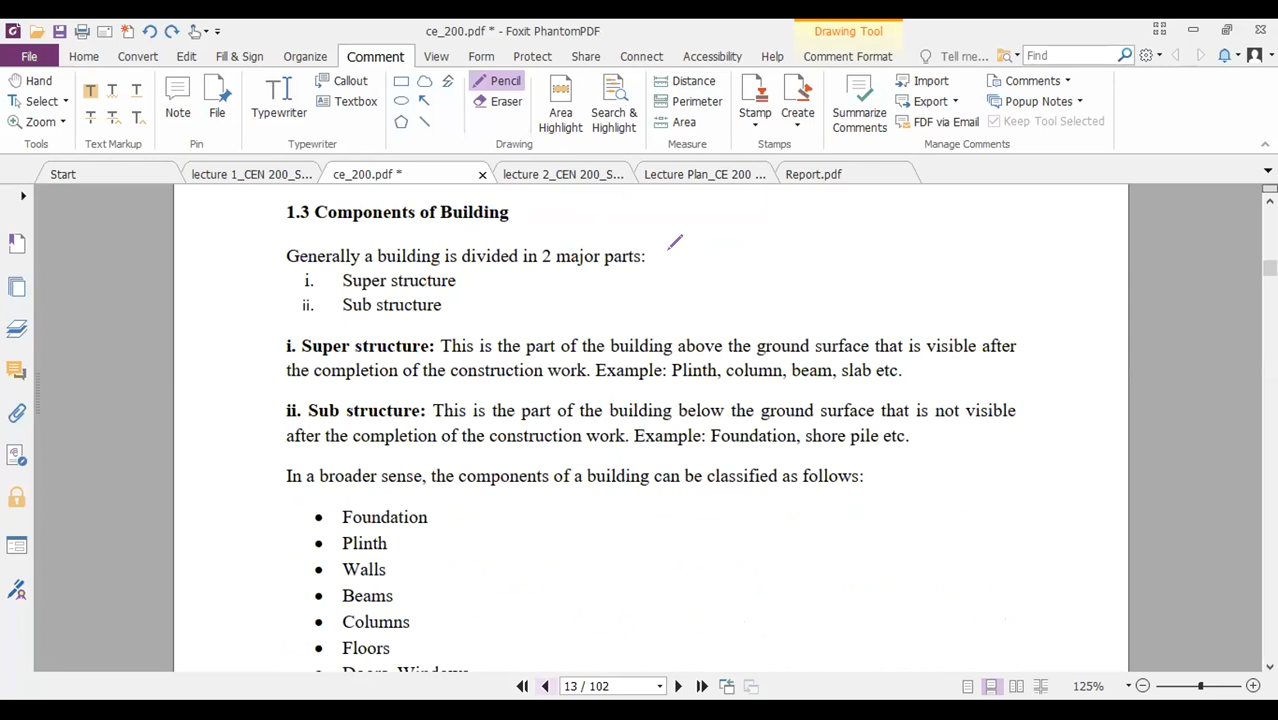 ce_200.pdf * - Foxit PhantomPDF
Drawing Tool
File Home Convert Edit Fill & Sign Organize Comment View Form Protect Share Connect Accessibility Help Comment Format Tell me... Find
Hand
Select
Zoom
Tools
T T T
T T T
Text Markup
Note
File
Pin
Typewriter
Callout
Textbox
Typewriter
Pencil
Eraser
Area Highlight
Search & Highlight
Drawing
Distance
Perimeter
Area
Measure
Stamp
Create
Stamps
Summarize Comments
Import
Export
FDF via Email
Comments
Popup Notes
Keep Tool Selected
Manage Comments
Start lecture 1_CEN 200_S... ce_200.pdf * lecture 2_CEN 200_S... Lecture Plan_CE 200 ... Report.pdf
1.3 Components of Building
Generally a building is divided in 2 major parts:
i. Super structure
ii. Sub structure
i. Super structure: This is the part of the building above the ground surface that is visible after
the completion of the construction work. Example: Plinth, column, beam, slab etc.
ii. Sub structure: This is the part of the building below the ground surface that is not visible
after the completion of the construction work. Example: Foundation, shore pile etc.
In a broader sense, the components of a building can be classified as follows:
• Foundation
• Plinth
• Walls
• Beams
• Columns
• Floors
• Doors, Windows
13 / 102
125%